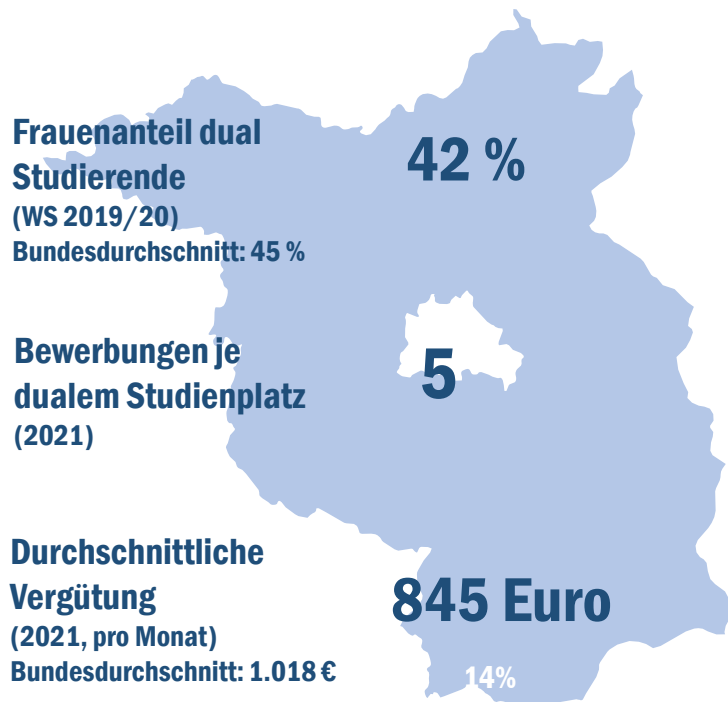 Frauenanteil dual
Studierende
(WS 2019/20)
Bundesdurchschnitt: 45 %
42 %
Bewerbungen je
dualem Studienplatz
(2021)
5
Durchschnittliche
Vergütung
(2021, pro Monat)
Bundesdurchschnitt: 1.018 €
845 Euro
14%